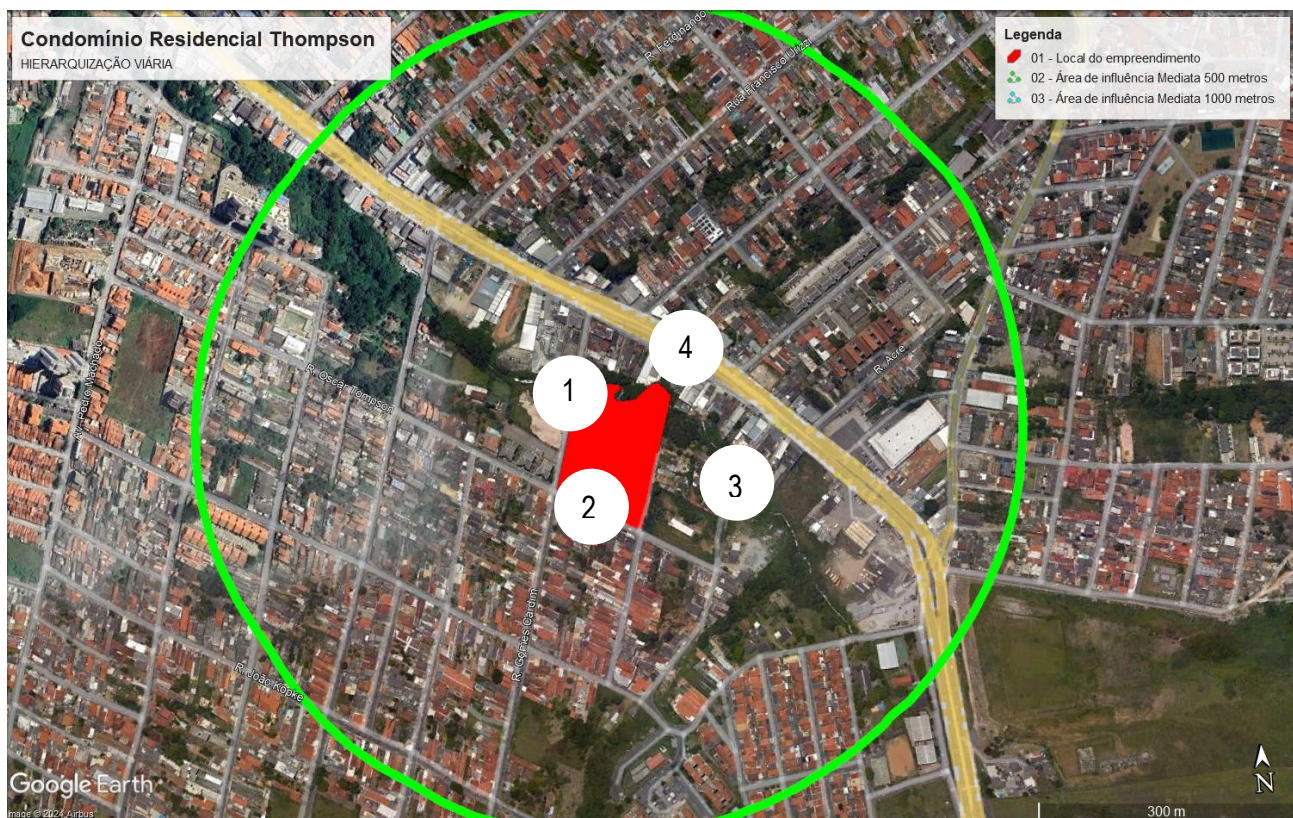 Condomínio Residencial Thompson
HIERARQUIZAÇÃO VIÁRIA
Legenda
01 - Local do empreendimento
02 - Área de influência Mediata 500 metros
03 - Área de influência Mediata 1000 metros
R. Ferdinando
Rua Francisco Urizzi
R. Acre
Av. Pedro Machado
R. Oscar Tompson
1
4
2
3
R. Gomes Cardim
R. João Köpke
Google Earth
Image © 2024 Airbus
300 m
N